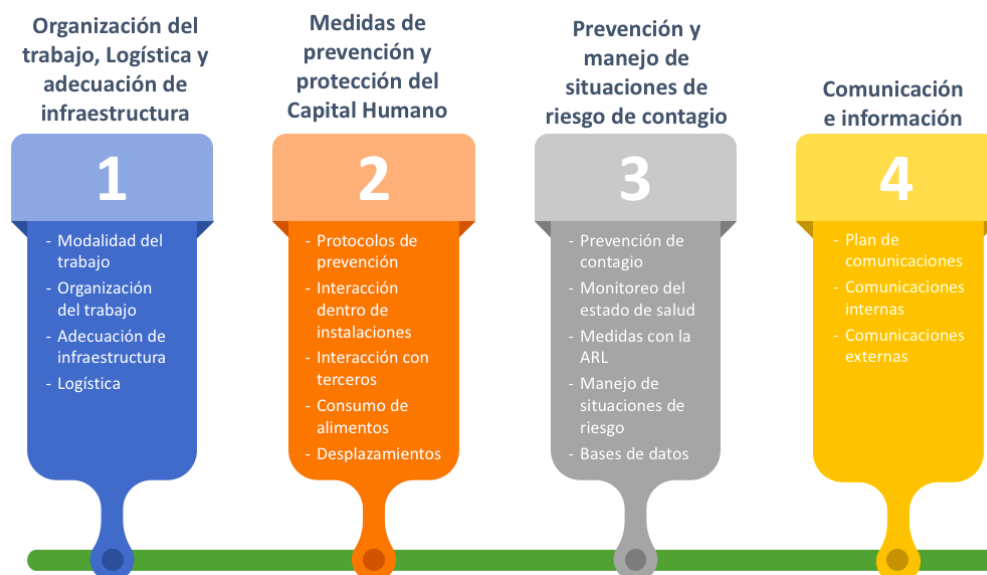 Organización del
trabajo, Logística y
adecuación de
infraestructura
1
- Modalidad del
trabajo
- Organización
del trabajo
- Adecuación de
infraestructura
- Logística
Medidas de
prevención y
protección del
Capital Humano
2
- Protocolos de
prevención
- Interacción
dentro de
instalaciones
- Interacción con
terceros
- Consumo de
alimentos
- Desplazamientos
Prevención y
manejo de
situaciones de
riesgo de contagio
3
- Prevención de
contagio
- Monitoreo del
estado de salud
- Medidas con la
ARL
- Manejo de
situaciones de
riesgo
- Bases de datos
Comunicación
e información
4
- Plan de
comunicaciones
- Comunicaciones
internas
- Comunicaciones
externas